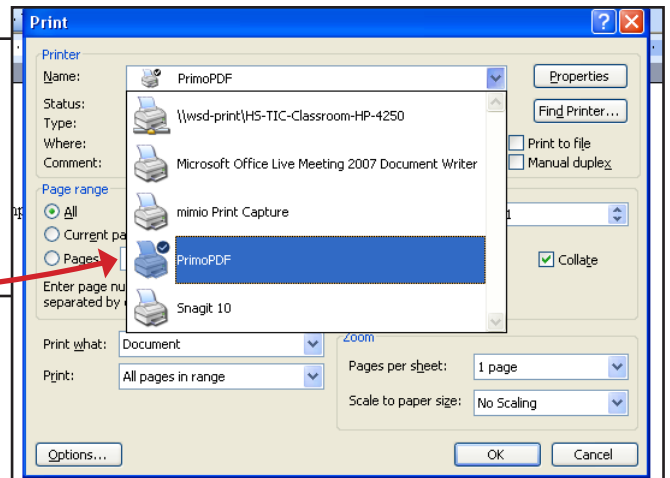 Print
Printer
Name: PrimoPDF Properties
Status: \\wsd-print\HS-TIC-Classroom-HP-4250 Find Printer...
Type:
Where: Print to file
Comment: Microsoft Office Live Meeting 2007 Document Writer Manual duplex
Page range
All mimio Print Capture 1
Current pa
Pages PrimoPDF Collate
Enter page nu
separated by Snagit 10
Zoom
Print what: Document
Pages per sheet: 1 page
Print: All pages in range
Scale to paper size: No Scaling
Options... OK Cancel